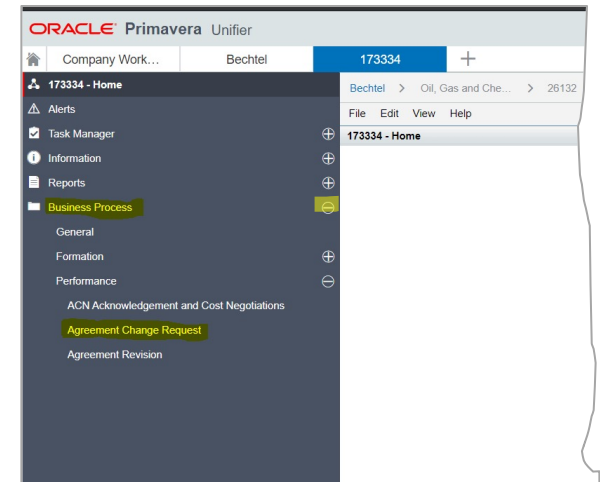 ORACLE Primavera Unifier
Company Work... Bechtel 173334
173334 - Home
Bechtel > Oil, Gas and Che... > 26132
Alerts
File Edit View Help
Task Manager
173334 - Home
Information
Reports
Business Process
General
Formation
Performance
ACN Acknowledgement and Cost Negotiations
Agreement Change Request
Agreement Revision